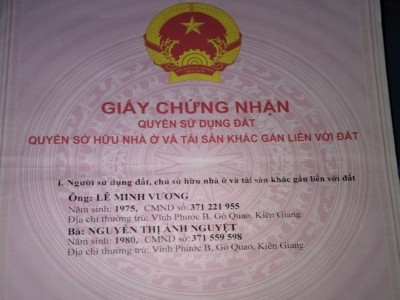 GIẤY CHỨNG NHẬN
QUYỀN SỬ DỤNG ĐẤT
QUYỀN SỞ HỮU NHÀ Ở VÀ TÀI SẢN KHÁC GẮN LIỀN VỚI ĐẤT
I. Người sử dụng đất, chủ sở hữu nhà ở và tài sản khác gắn liền với đất
Ông: LÊ MINH VƯƠNG
Năm sinh: 1975, CMND số: 371 221 955
Địa chỉ thường trú: Vĩnh Phước B, Gò Quao, Kiên Giang
Bà: NGUYỄN THỊ ÁNH NGUYỆT
Năm sinh: 1980, CMND số: 371 559 598
Địa chỉ thường trú: Vĩnh Phước B, Gò Quao, Kiên Giang